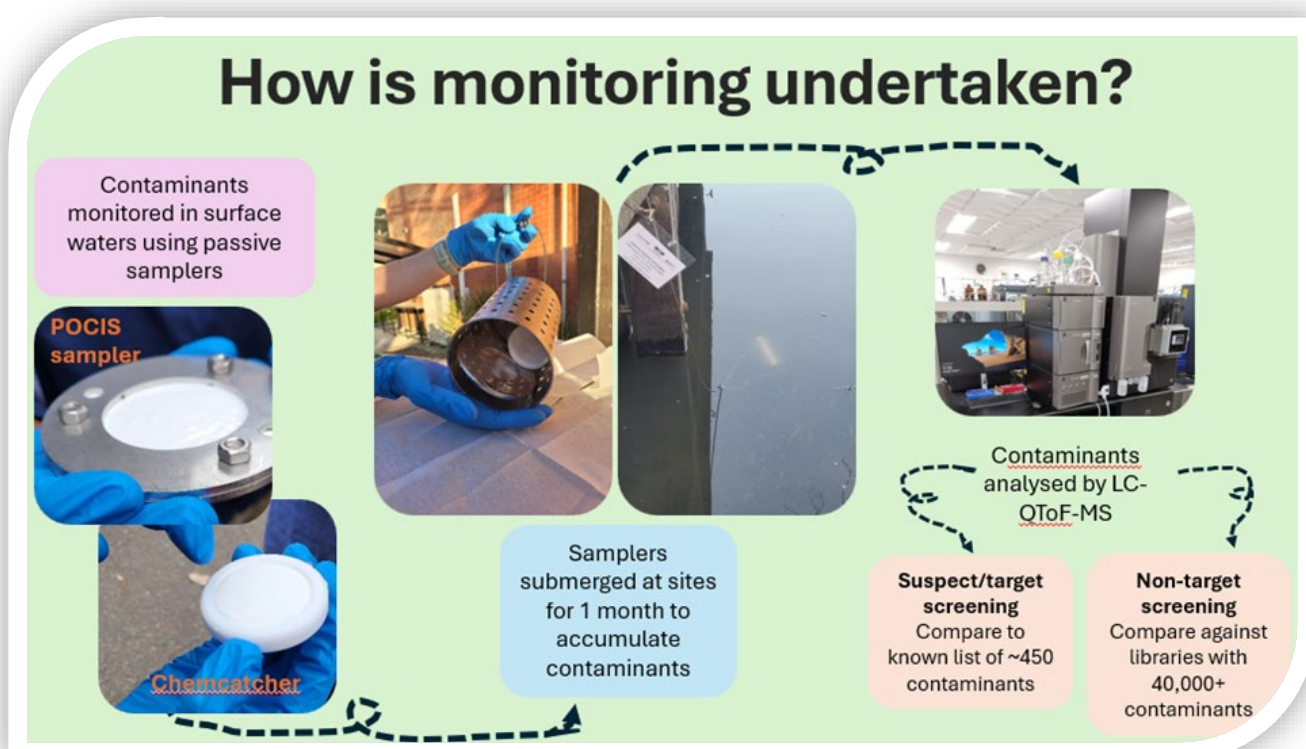 How is monitoring undertaken?
Contaminants
monitored in surface
waters using passive
samplers
POCIS
sampler
Chemcatcher
Samplers
submerged at sites
for 1 month to
accumulate
contaminants
Contaminants
analysed by LC-
QToF-MS
Suspect/target
screening
Compare to
known list of ~450
contaminants
Non-target
screening
Compare against
libraries with
40,000+
contaminants